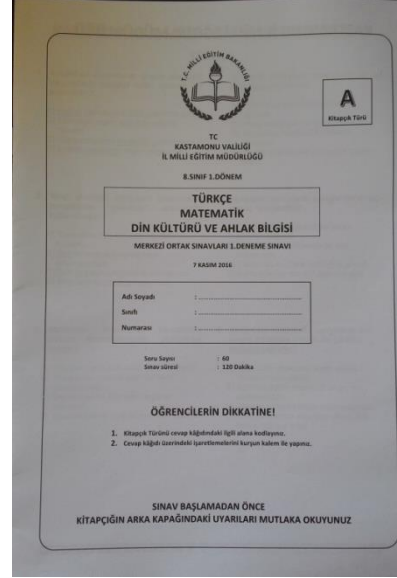 T.C. MİLLİ EĞİTİM BAKANLIĞI
A
Kitapçık Türü
TC
KASTAMONU VALİLİĞİ
İL MİLLİ EĞİTİM MÜDÜRLÜĞÜ
8.SINIF 1.DÖNEM
TÜRKÇE
MATEMATİK
DİN KÜLTÜRÜ VE AHLAK BİLGİSİ
MERKEZİ ORTAK SINAVLARI 1.DENEME SINAVI
7 KASIM 2016
Adı Soyadı : ........................................
Sınıfı : ........................................
Numarası : ........................................
Soru Sayısı : 60
Sınav süresi : 120 Dakika
ÖĞRENCİLERİN DİKKATİNE!
1. Kitapçık Türünü cevap kâğıdındaki ilgili alana kodlayınız.
2. Cevap kâğıdı üzerindeki işaretlemelerini kurşun kalem ile yapınız.
SINAV BAŞLAMADAN ÖNCE
KİTAPÇIĞIN ARKA KAPAĞINDAKİ UYARILARI MUTLAKA OKUYUNUZ